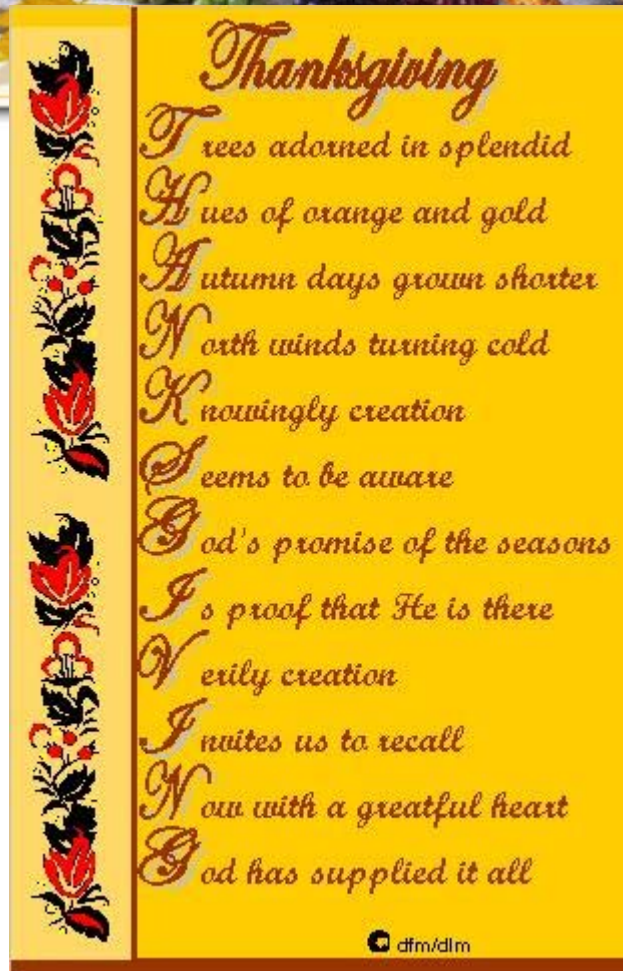 Thanksgiving
Trees adorned in splendid
Hues of orange and gold
Autumn days grown shorter
North winds turning cold
Knowingly creation
Seems to be aware
God's promise of the seasons
Is proof that He is there
Verily creation
Invites us to recall
Now with a greatful heart
God has supplied it all
dfm/dlm